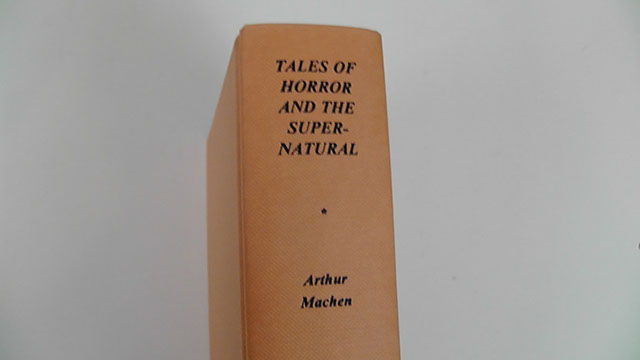 TALES OF
HORROR
AND THE
SUPER-
NATURAL
*
Arthur
Machen